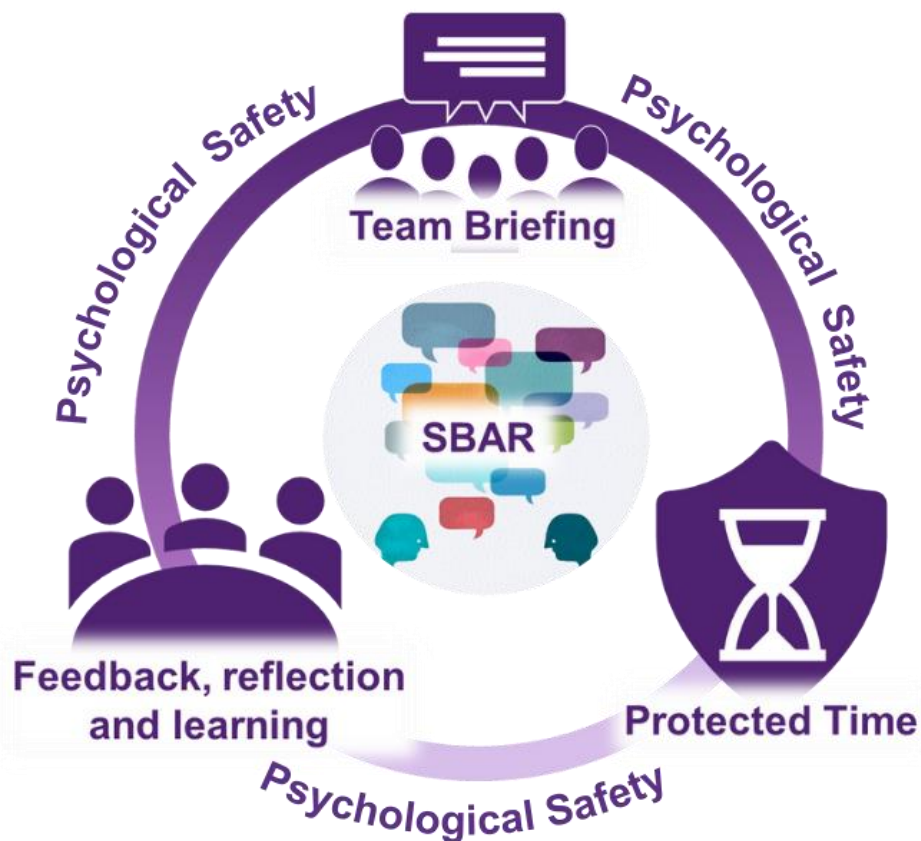 Psychological Safety
Psychological Safety
Team Briefing
SBAR
Feedback, reflection
and learning
Protected Time
Psychological Safety